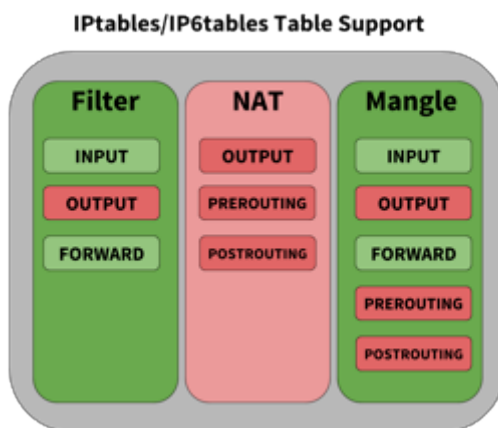 IPtables/IP6tables Table Support
Filter
INPUT
OUTPUT
FORWARD
NAT
OUTPUT
PREROUTING
POSTROUTING
Mangle
INPUT
OUTPUT
FORWARD
PREROUTING
POSTROUTING